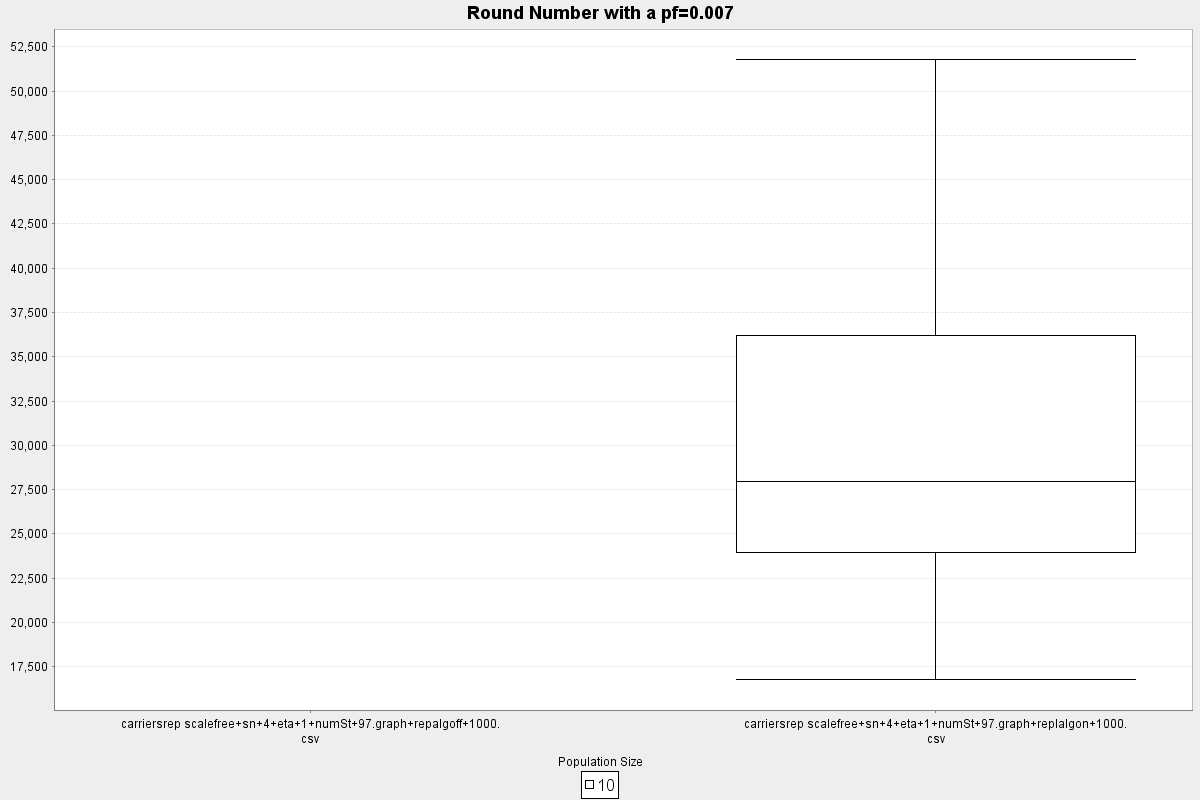 Round Number with a pf=0.007
52,500
50,000
47,500
45,000
42,500
40,000
37,500
35,000
32,500
30,000
27,500
25,000
22,500
20,000
17,500
carriersrep scalefree+sn+4+eta+1+numSt+97.graph+repalgoff+1000.
csv
carriersrep scalefree+sn+4+eta+1+numSt+97.graph+replalgon+1000.
csv
Population Size
10